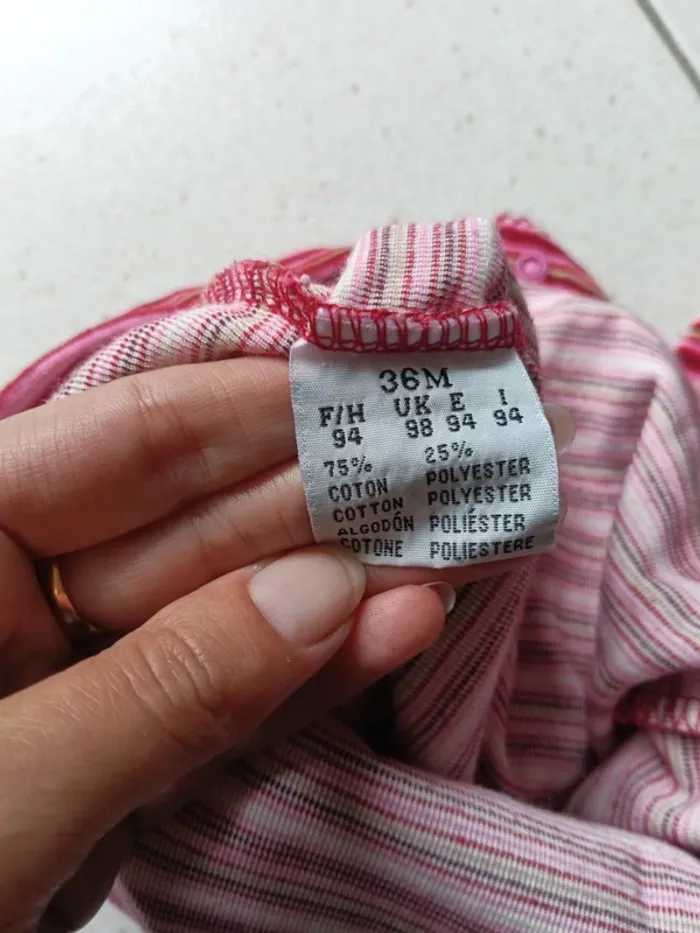 36M
F/H UK E I
94 98 94 94
75% 25%
COTON POLYESTER
COTTON POLYESTER
ALGODÓN POLIÉSTER
COTONE POLIESTERE